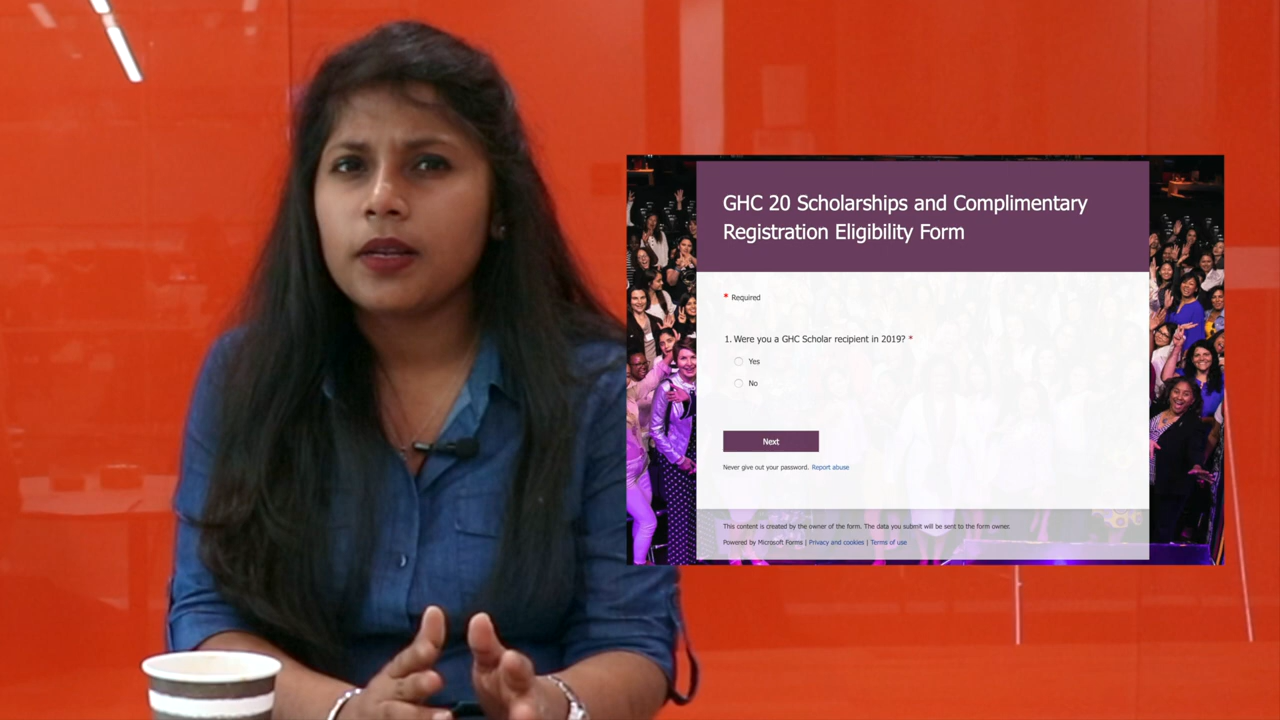 GHC 20 Scholarships and Complimentary
Registration Eligibility Form
* Required
1. Were you a GHC Scholar recipient in 2019? *
Yes
No
Next
Never give out your password. Report abuse
This content is created by the owner of the form. The data you submit will be sent to the form owner.
Powered by Microsoft Forms | Privacy and cookies | Terms of use